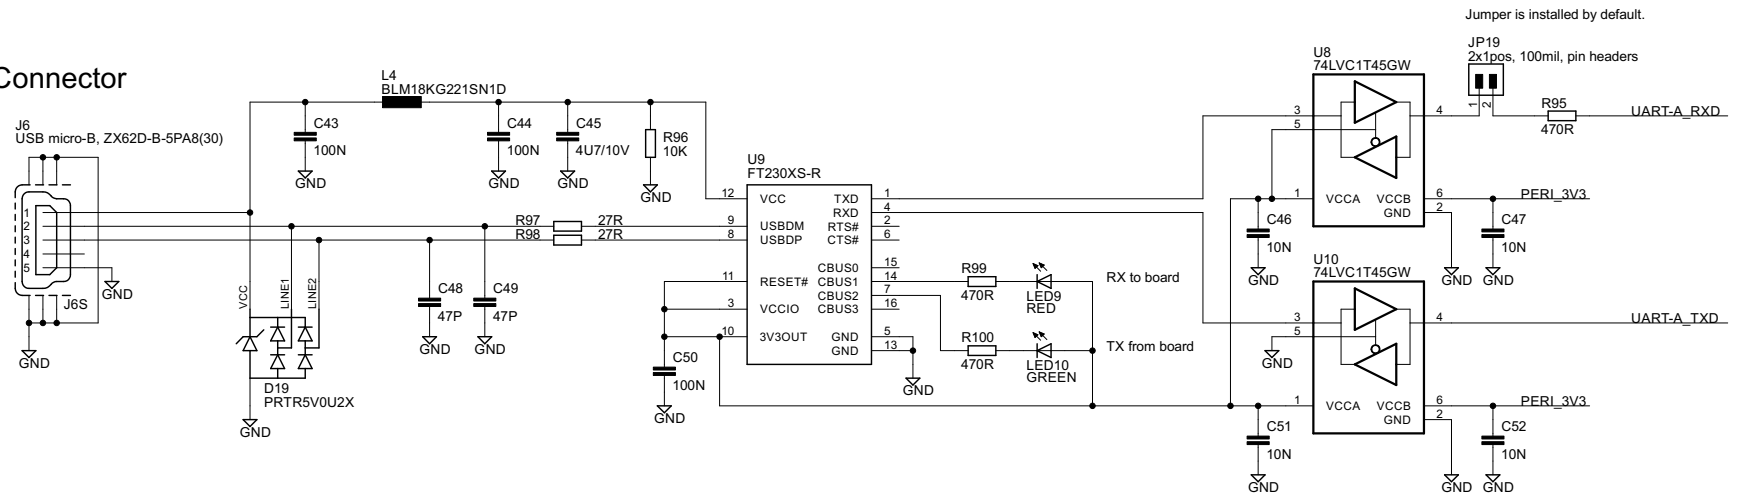 Jumper is installed by default.
Connector
J6
USB micro-B, ZX62D-B-5PA8(30)
1
2
3
4
5
J6S
GND
GND
VCC
LINE1
LINE2
D19
PRTR5V0U2X
GND
L4
BLM18KG221SN1D
C43
100N
GND
C44
100N
GND
C45
4U7/10V
GND
R96
10K
GND
R97 27R
R98 27R
C48
47P
GND
C49
47P
GND
U9
FT230XS-R
12 VCC TXD 1
RXD 4
9 USBDM RTS# 2
8 USBDP CTS# 6
CBUS0 15
11 RESET# CBUS1 14
CBUS2 7
3 VCCIO CBUS3 16
10 3V3OUT GND 5
GND 13
C50
100N
GND
GND
R99
470R
LED9
RED
RX to board
R100
470R
LED10
GREEN
TX from board
U8
74LVC1T45GW
3
5
4
1 VCCA VCCB 6
GND 2
C46
10N
GND
PERI_3V3
C47
10N
GND GND
JP19
2x1pos, 100mil, pin headers
1
2
R95
470R
UART-A_RXD
U10
74LVC1T45GW
3
5
4
GND
UART-A_TXD
1 VCCA VCCB 6
GND 2
C51
10N
GND
PERI_3V3
C52
10N
GND GND